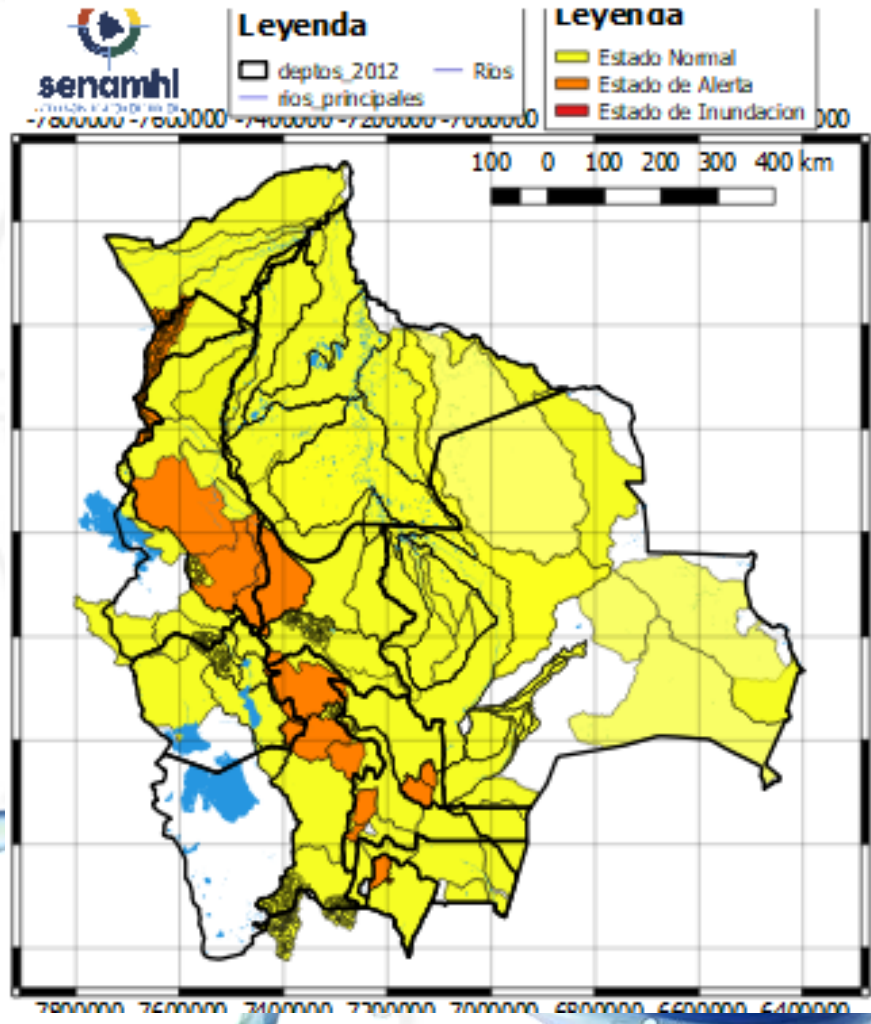 Leyenda
deptos_2012 Rios
rios_principales
Leyenda
Estado Normal
Estado de Alerta
Estado de Inundacion
senamhi
-7800000 -7600000 -7400000 -7200000 -7000000
100 0 100 200 300 400 km
7800000 7600000 7400000 7200000 7000000 6800000 6600000 6400000